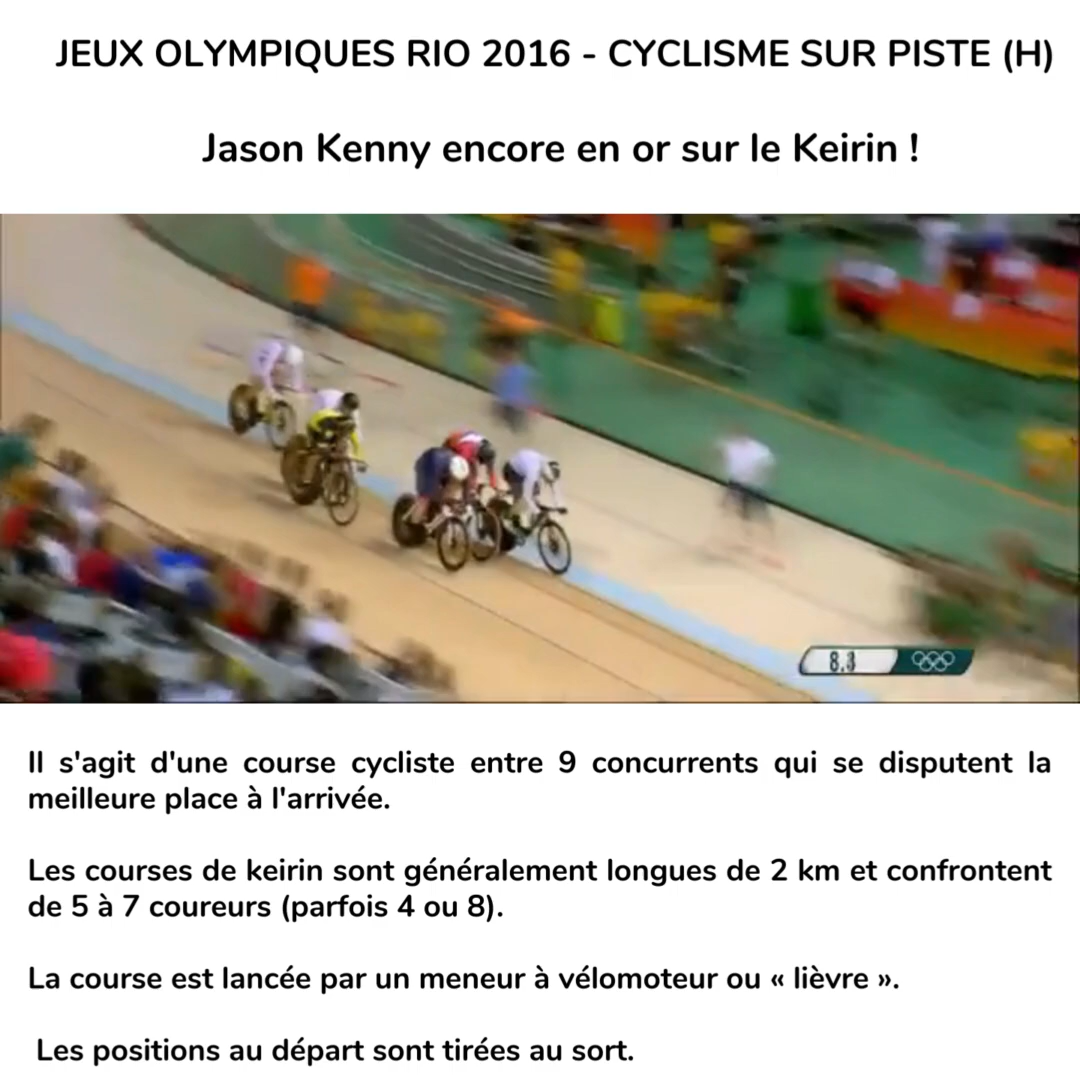 JEUX OLYMPIQUES RIO 2016 - CYCLISME SUR PISTE (H)
Jason Kenny encore en or sur le Keirin !
8.3
Il s'agit d'une course cycliste entre 9 concurrents qui se disputent la
meilleure place à l'arrivée.
Les courses de keirin sont généralement longues de 2 km et confrontent
de 5 à 7 coureurs (parfois 4 ou 8).
La course est lancée par un meneur à vélomoteur ou « lièvre ».
Les positions au départ sont tirées au sort.